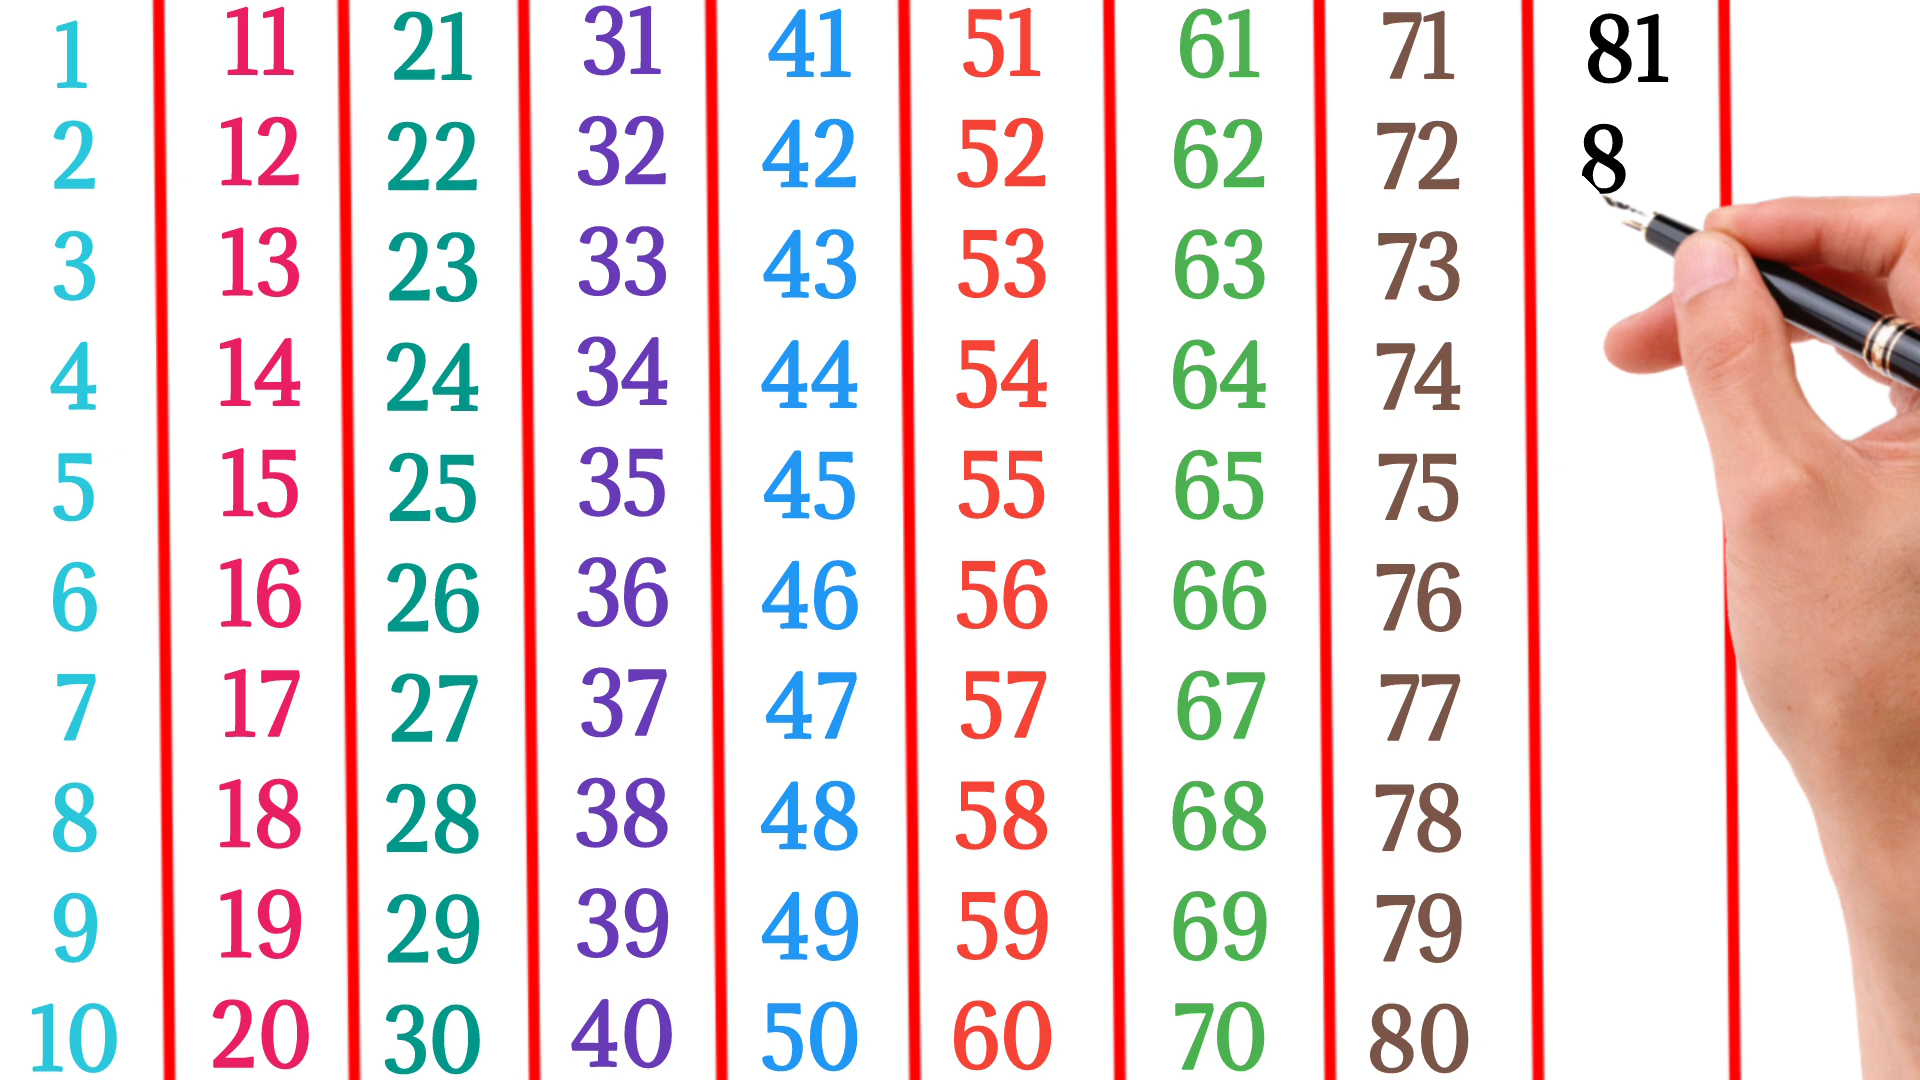 1 11 21 31 41 51 61 71 81
2 12 22 32 42 52 62 72 8
3 13 23 33 43 53 63 73
4 14 24 34 44 54 64 74
5 15 25 35 45 55 65 75
6 16 26 36 46 56 66 76
7 17 27 37 47 57 67 77
8 18 28 38 48 58 68 78
9 19 29 39 49 59 69 79
10 20 30 40 50 60 70 80